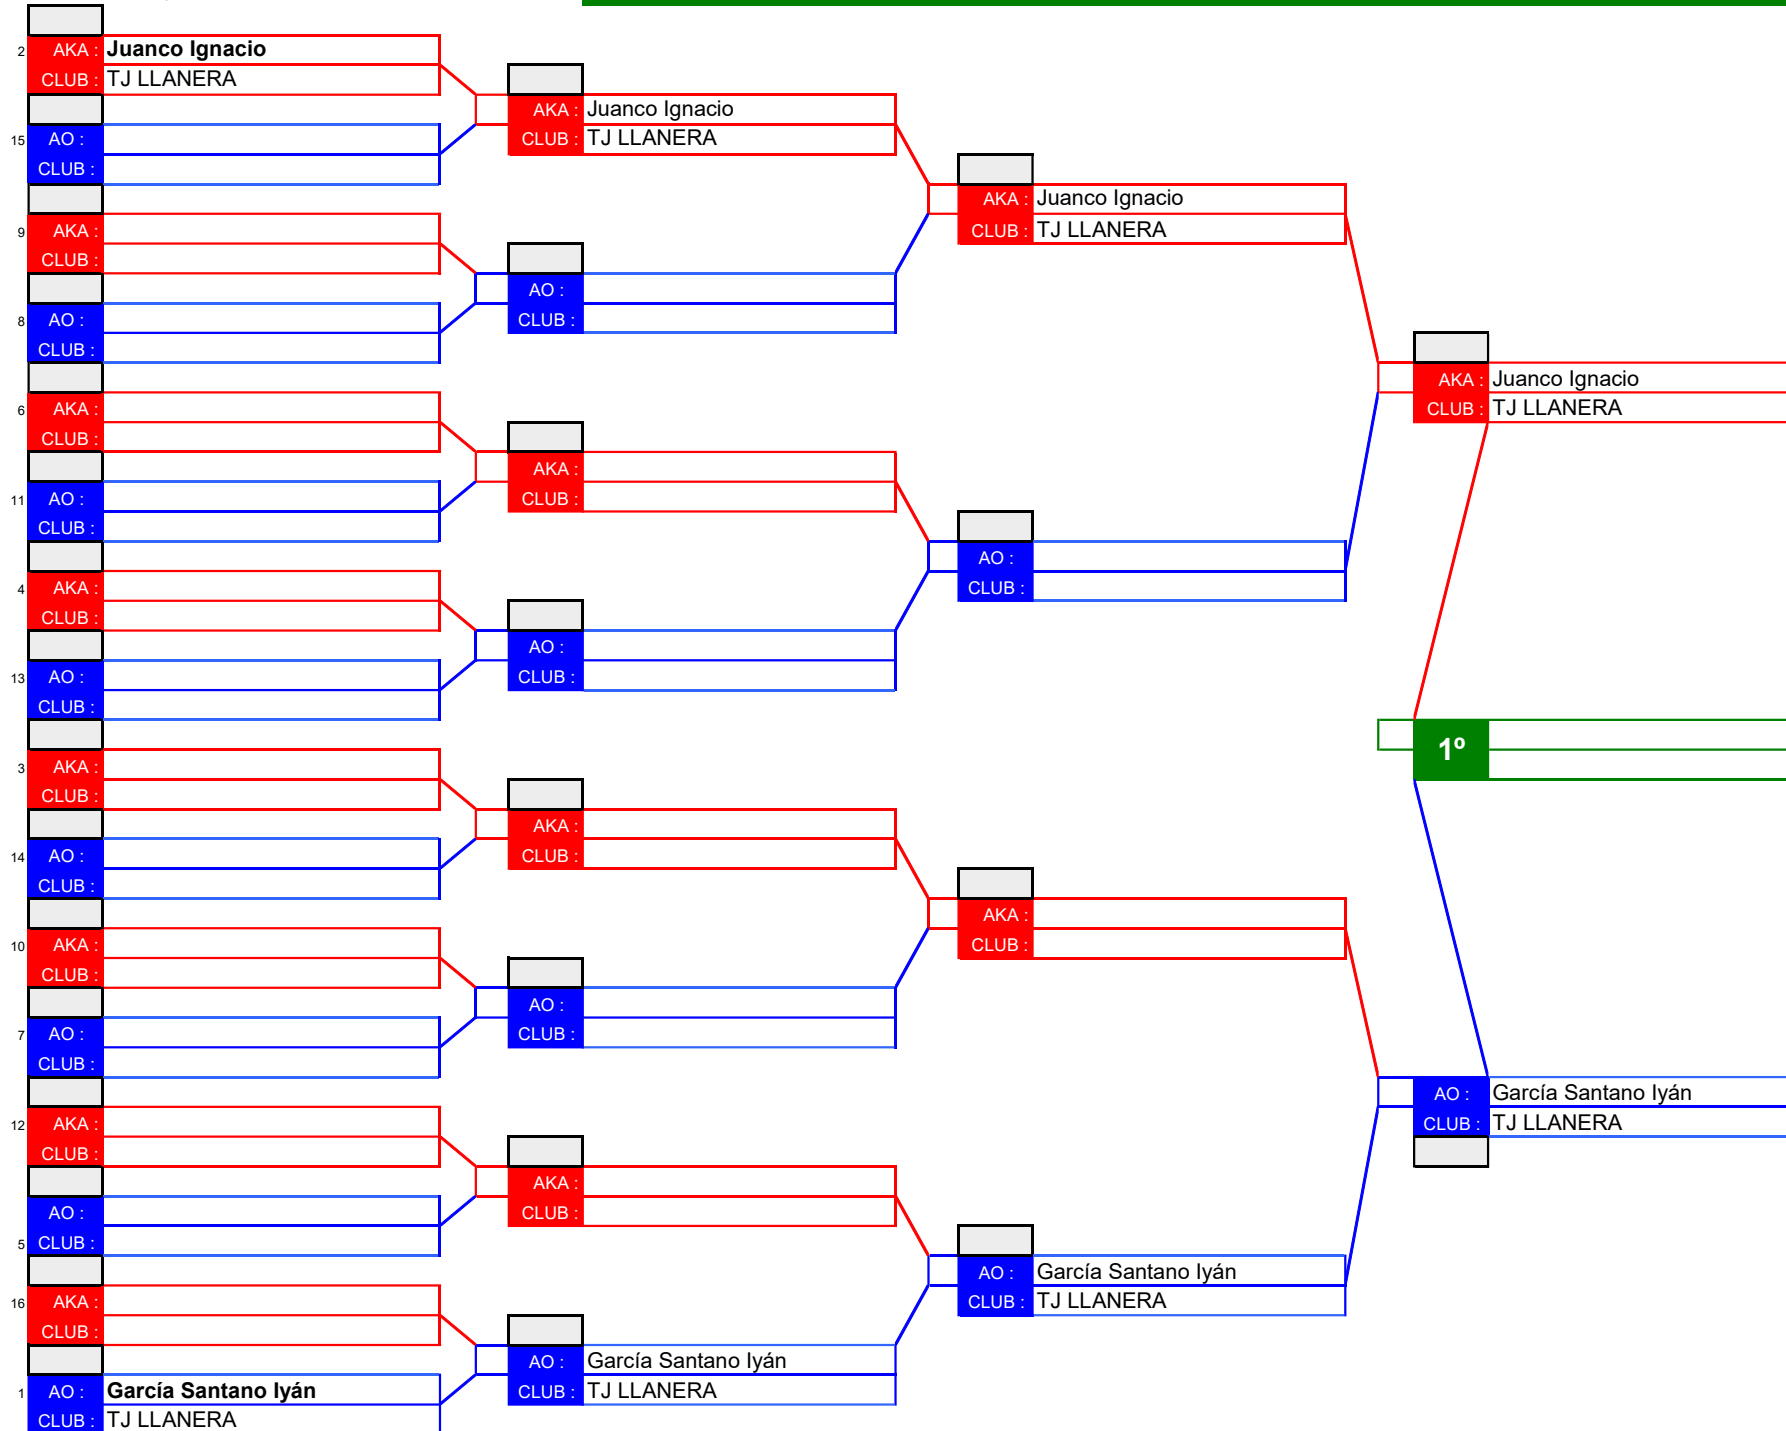 2 AKA : Juanco Ignacio
CLUB : TJ LLANERA
15 AO :
CLUB :
9 AKA :
CLUB :
8 AO :
CLUB :
6 AKA :
CLUB :
11 AO :
CLUB :
4 AKA :
CLUB :
13 AO :
CLUB :
3 AKA :
CLUB :
14 AO :
CLUB :
10 AKA :
CLUB :
7 AO :
CLUB :
12 AKA :
CLUB :
AO :
5 CLUB :
16 AKA :
CLUB :
1 AO : García Santano Iyán
CLUB : TJ LLANERA
AKA : Juanco Ignacio
CLUB : TJ LLANERA
AO :
CLUB :
AKA :
CLUB :
AO :
CLUB :
AKA :
CLUB :
AO :
CLUB :
AKA :
CLUB :
AO : García Santano Iyán
CLUB : TJ LLANERA
AKA : Juanco Ignacio
CLUB : TJ LLANERA
AO :
CLUB :
AKA :
CLUB :
AO : García Santano Iyán
CLUB : TJ LLANERA
AKA : Juanco Ignacio
CLUB : TJ LLANERA
1º
AO : García Santano Iyán
CLUB : TJ LLANERA